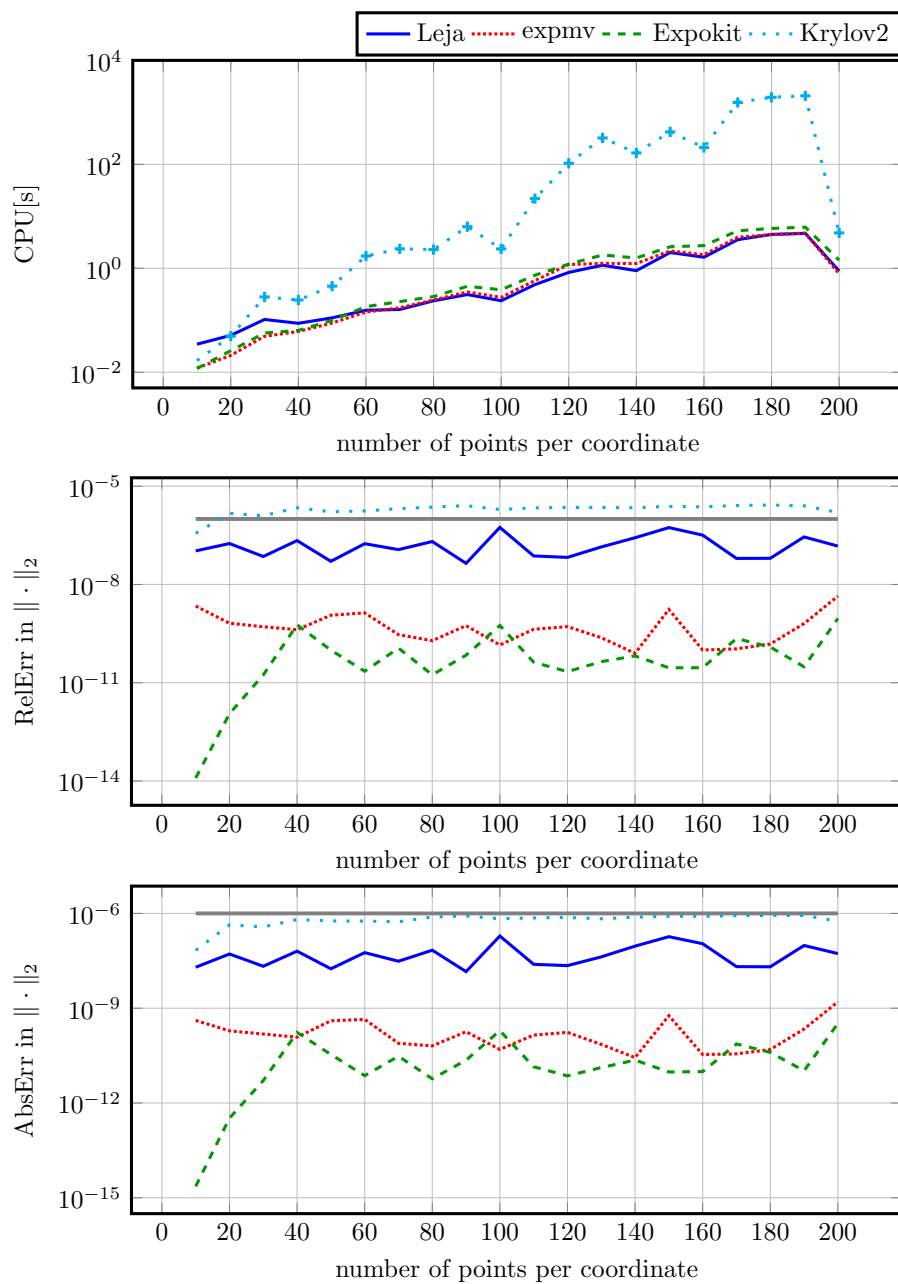 Leja expmv Expokit Krylov2
CPU[s]
10^4
10^2
10^0
10^−2
0 20 40 60 80 100 120 140 160 180 200
number of points per coordinate
RelErr in ‖ · ‖_2
10^−5
10^−8
10^−11
10^−14
0 20 40 60 80 100 120 140 160 180 200
number of points per coordinate
AbsErr in ‖ · ‖_2
10^−6
10^−9
10^−12
10^−15
0 20 40 60 80 100 120 140 160 180 200
number of points per coordinate